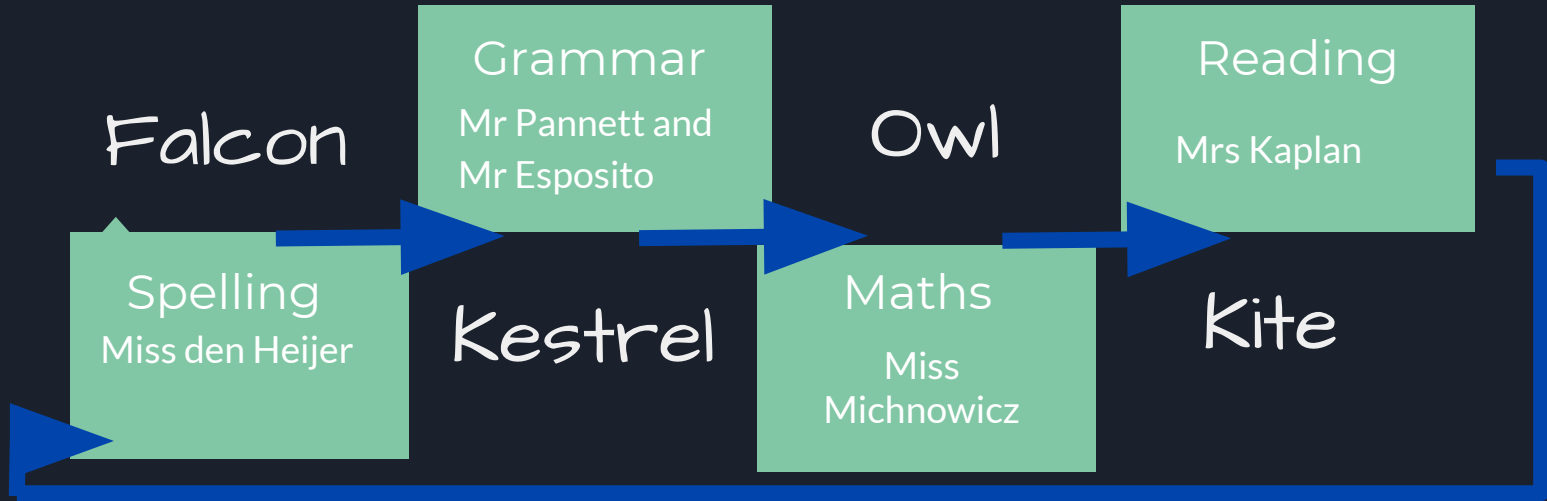 Falcon
Spelling
Miss den Heijer
Grammar
Mr Pannett and
Mr Esposito
Kestrel
Owl
Maths
Miss
Michnowicz
Reading
Mrs Kaplan
Kite